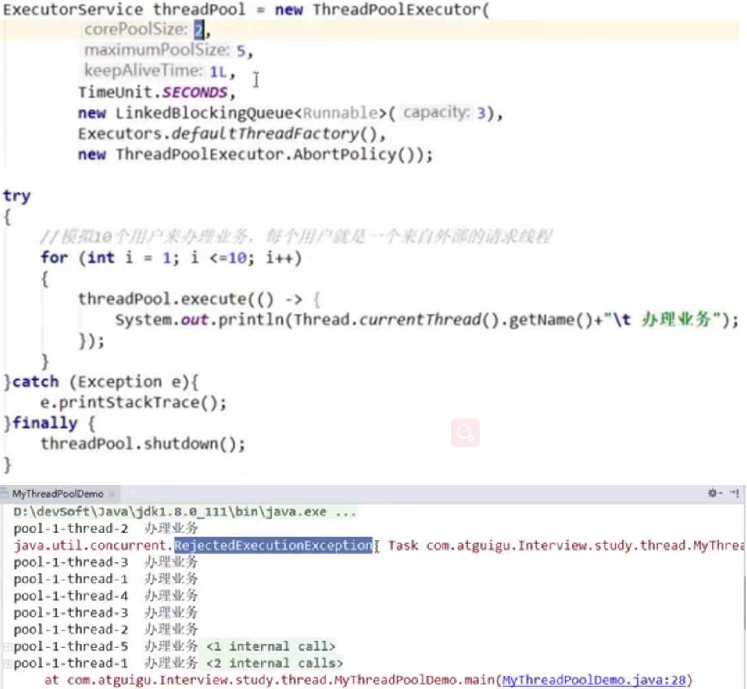 ExecutorService threadPool = new ThreadPoolExecutor(
corePoolSize: 2,
maximumPoolSize: 5,
keepAliveTime: 1L,
TimeUnit.SECONDS,
new LinkedBlockingQueue<Runnable>( capacity: 3),
Executors.defaultThreadFactory(),
new ThreadPoolExecutor.AbortPolicy());
try
{
//模拟10个用户来办理业务，每个用户就是一个来自外部的请求线程
for (int i = 1; i <=10; i++)
{
threadPool.execute(() -> {
System.out.println(Thread.currentThread().getName()+"\t 办理业务");
});
}
}catch (Exception e){
e.printStackTrace();
}finally {
threadPool.shutdown();
}
MyThreadPoolDemo
D:\devSoft\Java\jdk1.8.0_111\bin\java.exe ...
pool-1-thread-2 办理业务
java.util.concurrent.RejectedExecutionException: Task com.atguigu.Interview.study.thread.MyThrea
pool-1-thread-3 办理业务
pool-1-thread-1 办理业务
pool-1-thread-4 办理业务
pool-1-thread-3 办理业务
pool-1-thread-2 办理业务
pool-1-thread-5 办理业务 <1 internal call>
pool-1-thread-1 办理业务 <2 internal calls>
at com.atguigu.Interview.study.thread.MyThreadPoolDemo.main(MyThreadPoolDemo.java:28)